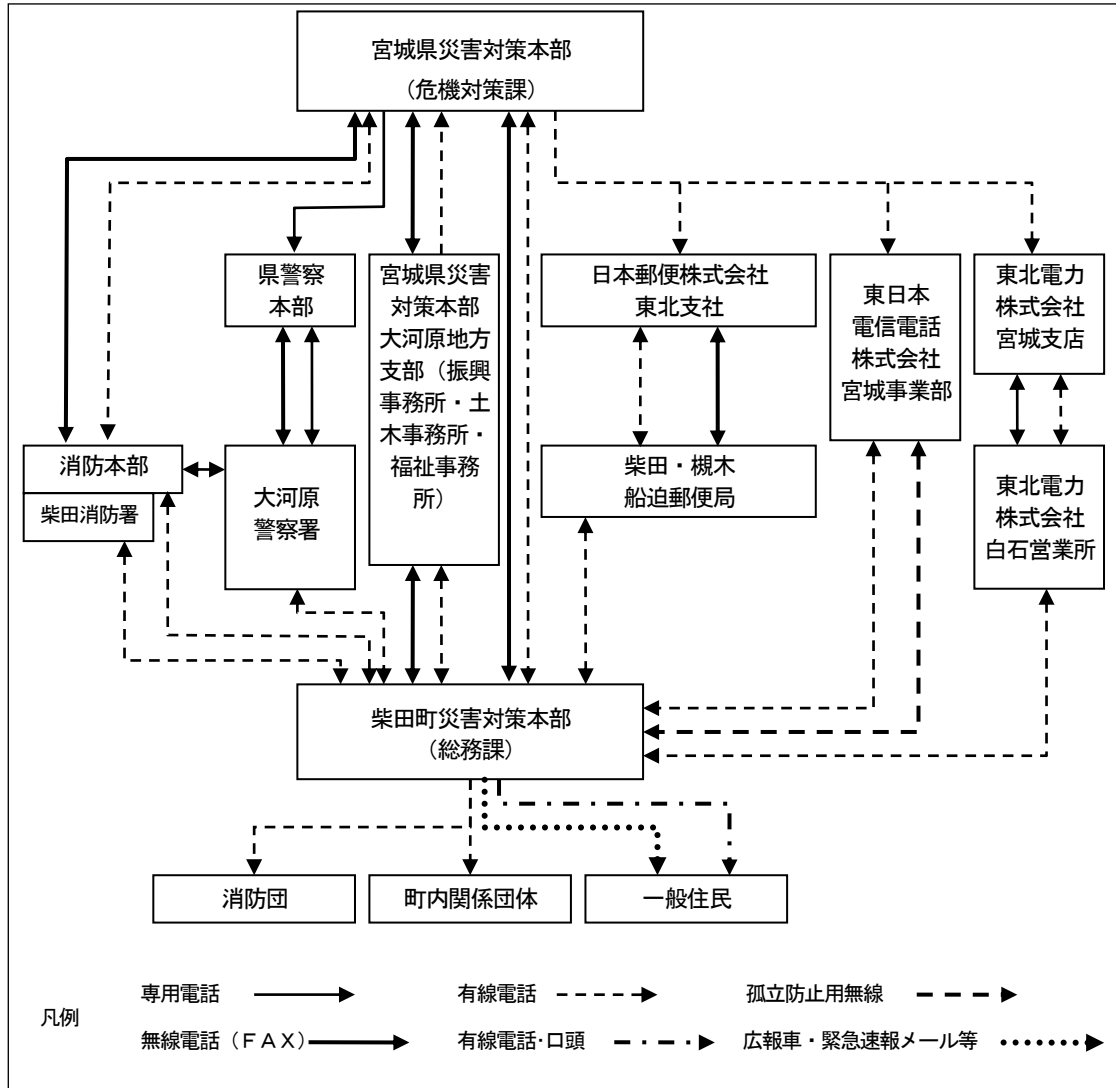 宮城県災害対策本部
(危機対策課)
県警察
本部
宮城県災害
対策本部
大河原地方
支部(振興
事務所・土
木事務所・
福祉事務
所)
日本郵便株式会社
東北支社
東日本
電信電話
株式会社
宮城事業部
東北電力
株式会社
宮城支店
消防本部
柴田消防署
大河原
警察署
柴田・槻木
船迫郵便局
東北電力
株式会社
白石営業所
柴田町災害対策本部
(総務課)
消防団
町内関係団体
一般住民
凡例
専用電話
有線電話
孤立防止用無線
無線電話(FAX)
有線電話・口頭
広報車・緊急速報メール等